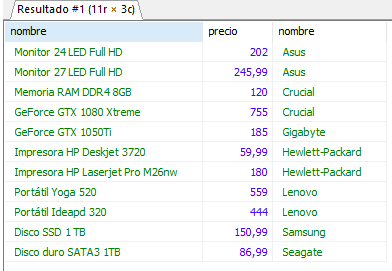 Resultado #1 (11r × 3c)
nombre precio nombre
Monitor 24 LED Full HD 202 Asus
Monitor 27 LED Full HD 245,99 Asus
Memoria RAM DDR4 8GB 120 Crucial
GeForce GTX 1080 Xtreme 755 Crucial
GeForce GTX 1050Ti 185 Gigabyte
Impresora HP Deskjet 3720 59,99 Hewlett-Packard
Impresora HP Laserjet Pro M26nw 180 Hewlett-Packard
Portátil Yoga 520 559 Lenovo
Portátil Ideapd 320 444 Lenovo
Disco SSD 1 TB 150,99 Samsung
Disco duro SATA3 1TB 86,99 Seagate